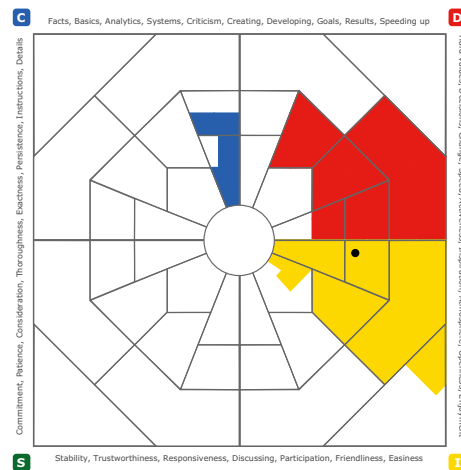 C
Facts, Basics, Analytics, Systems, Criticism, Creating, Developing, Goals, Results, Speeding up
D
Commitment, Patience, Consideration, Thoroughness, Exactness, Persistence, Instructions, Details
S
Stability, Trustworthiness, Responsiveness, Discussing, Participation, Friendliness, Easiness
I